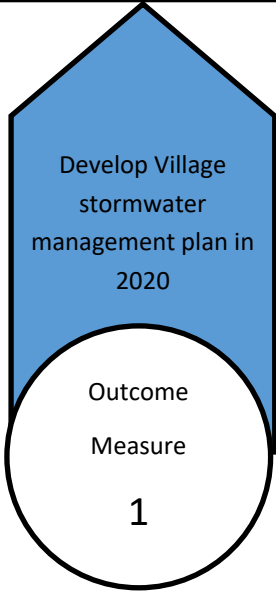 Develop Village
stormwater
management plan in
2020
Outcome
Measure
1